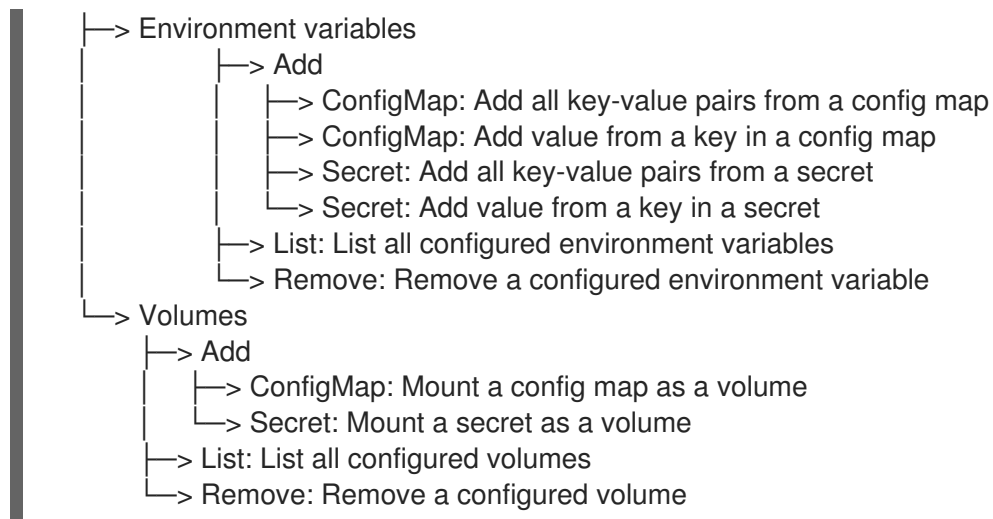 ├─> Environment variables
│ ├─> Add
│ │ ├─> ConfigMap: Add all key-value pairs from a config map
│ │ ├─> ConfigMap: Add value from a key in a config map
│ │ ├─> Secret: Add all key-value pairs from a secret
│ │ └─> Secret: Add value from a key in a secret
│ ├─> List: List all configured environment variables
│ └─> Remove: Remove a configured environment variable
└─> Volumes
├─> Add
│ ├─> ConfigMap: Mount a config map as a volume
│ └─> Secret: Mount a secret as a volume
├─> List: List all configured volumes
└─> Remove: Remove a configured volume